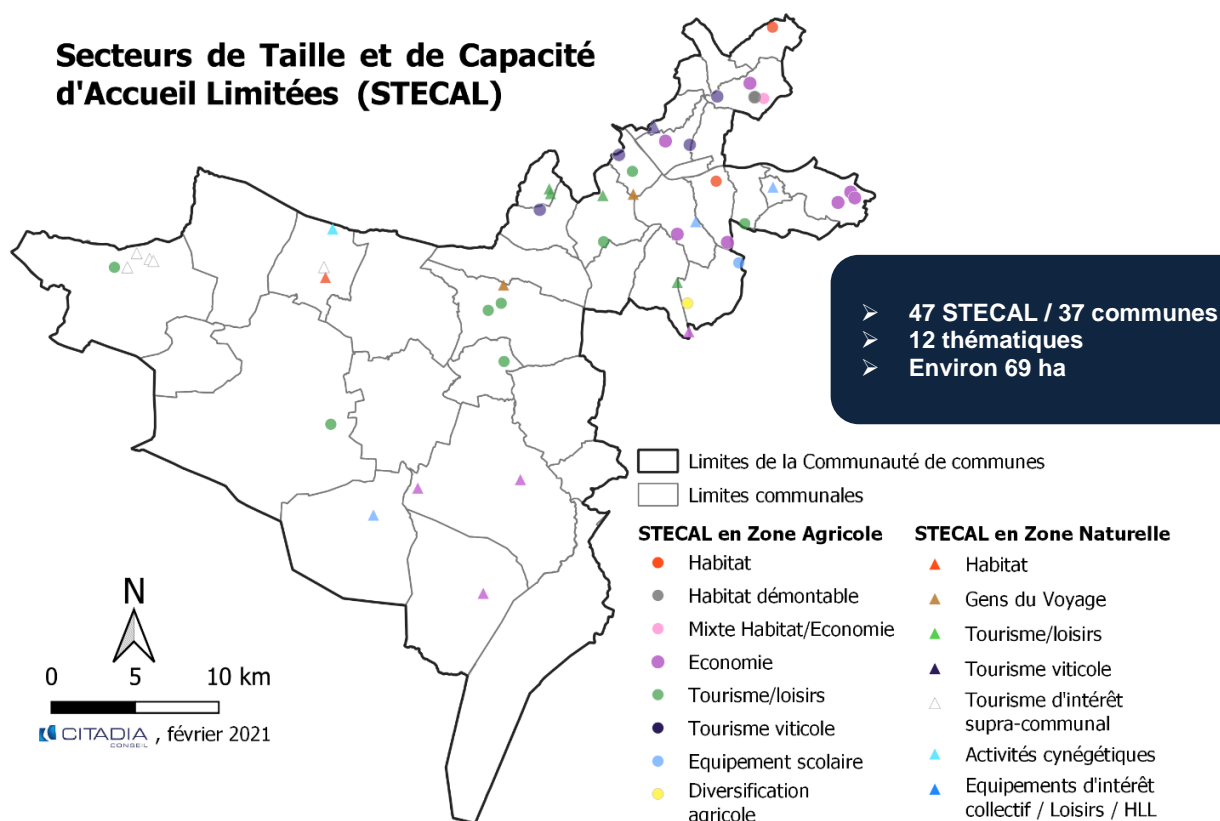 Secteurs de Taille et de Capacité
d'Accueil Limitées (STECAL)
➢ 47 STECAL / 37 communes
➢ 12 thématiques
➢ Environ 69 ha
Limites de la Communauté de communes
Limites communales
STECAL en Zone Agricole
Habitat
Habitat démontable
Mixte Habitat/Economie
Economie
Tourisme/loisirs
Tourisme viticole
Equipement scolaire
Diversification
agricole
STECAL en Zone Naturelle
Habitat
Gens du Voyage
Tourisme/loisirs
Tourisme viticole
Tourisme d'intérêt
supra-communal
Activités cynégétiques
Equipements d'intérêt
collectif / Loisirs / HLL
N
0 5 10 km
CITADIA
CONSEIL
, février 2021